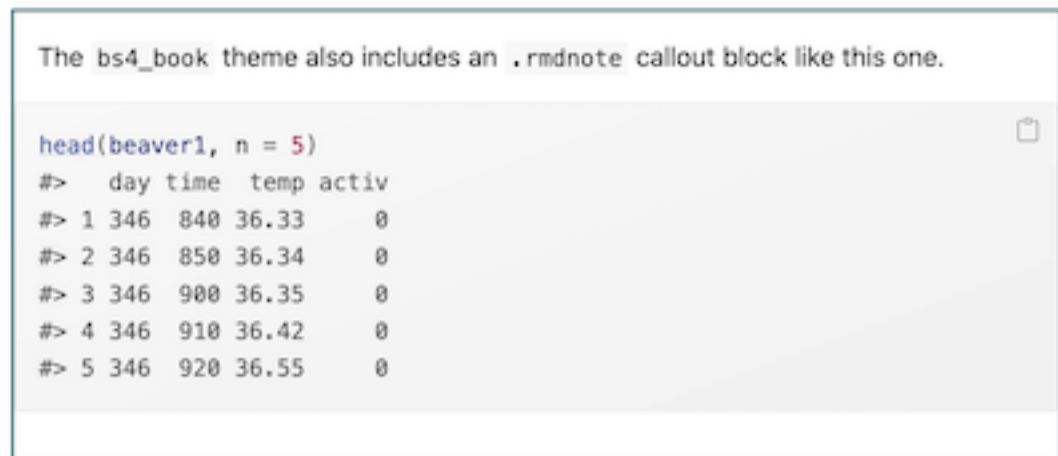 The bs4_book theme also includes an .rmdnote callout block like this one.
head(beaver1, n = 5)
#>   day time  temp activ
#> 1 346  840 36.33     0
#> 2 346  850 36.34     0
#> 3 346  900 36.35     0
#> 4 346  910 36.42     0
#> 5 346  920 36.55     0